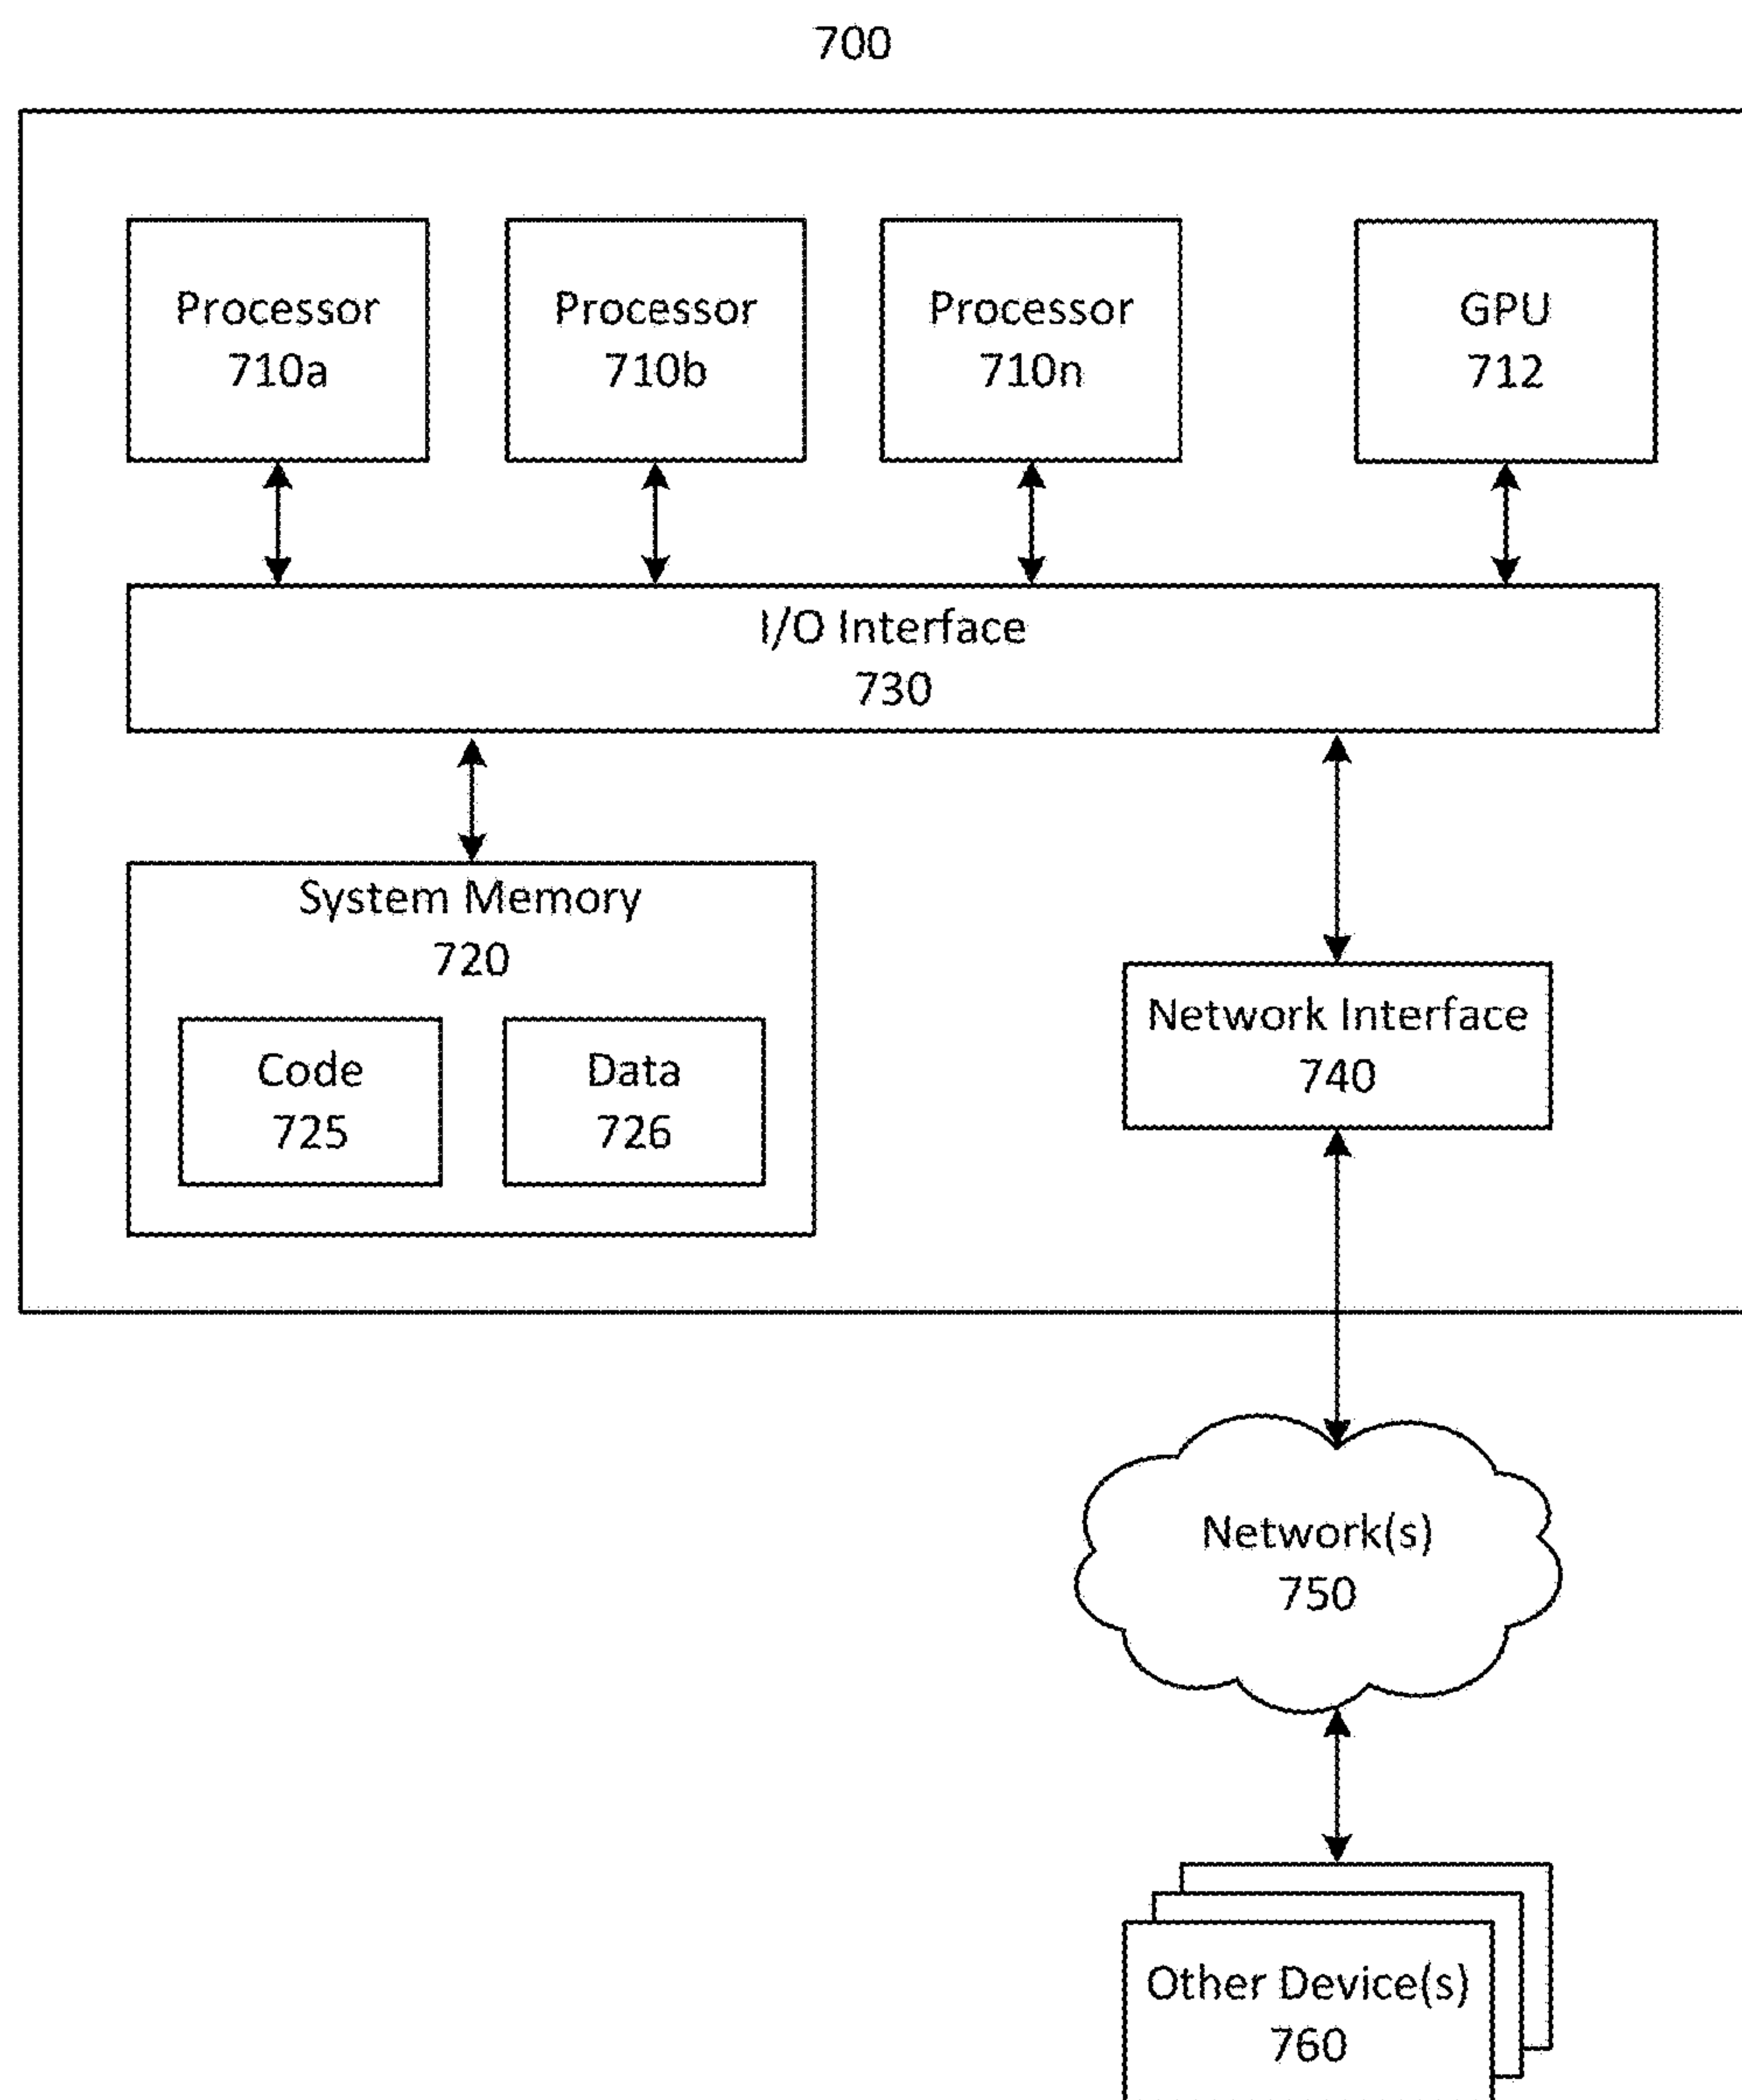 700
Processor
710a
Processor
710b
Processor
710n
GPU
712
I/O Interface
730
System Memory
720
Code
725
Data
726
Network Interface
740
Network(s)
750
Other Device(s)
760